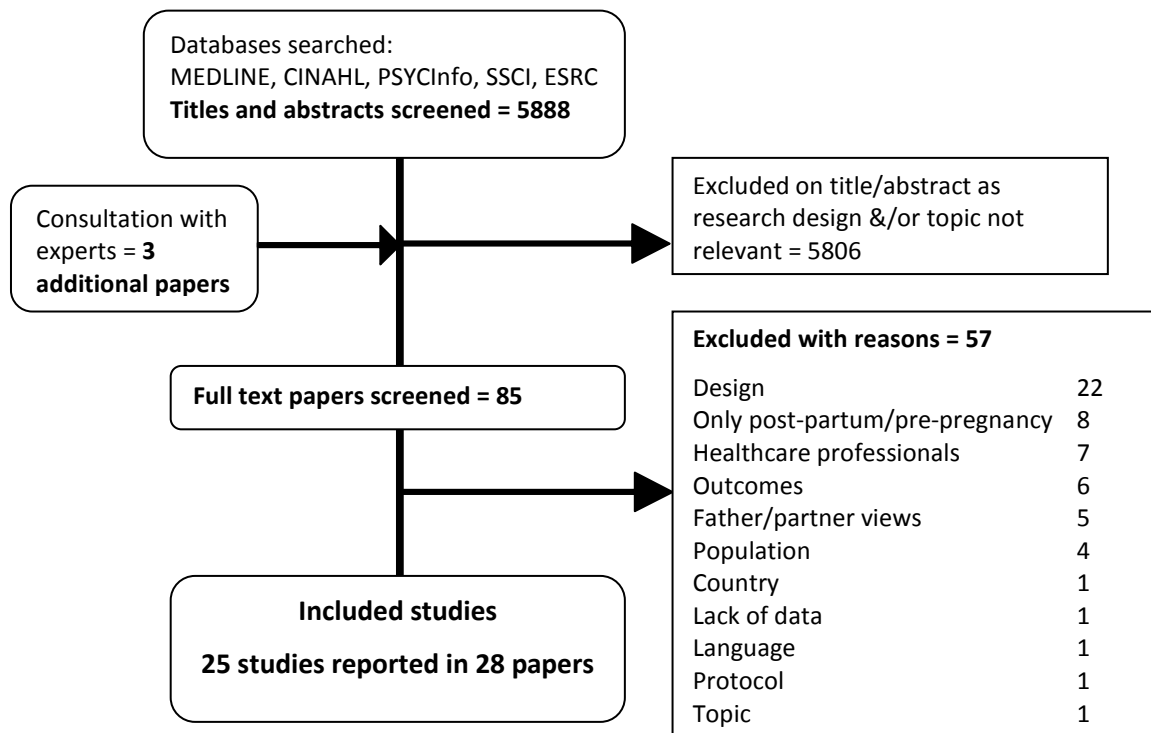 Databases searched:
MEDLINE, CINAHL, PSYCInfo, SSCI, ESRC
Titles and abstracts screened = 5888
Consultation with
experts = 3
additional papers
Excluded on title/abstract as
research design &/or topic not
relevant = 5806
Full text papers screened = 85
Excluded with reasons = 57
Design 22
Only post-partum/pre-pregnancy 8
Healthcare professionals 7
Outcomes 6
Father/partner views 5
Population 4
Country 1
Lack of data 1
Language 1
Protocol 1
Topic 1
Included studies
25 studies reported in 28 papers